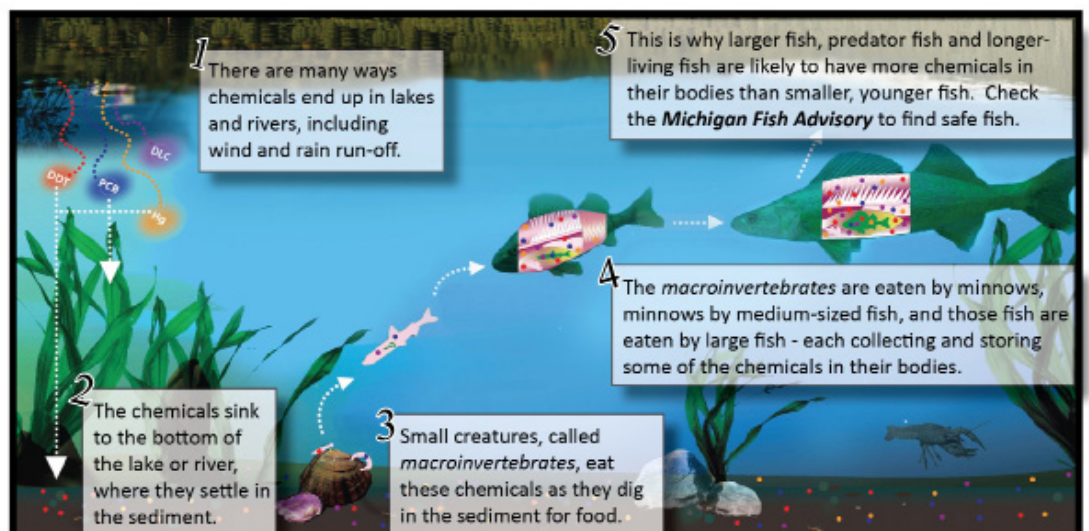 1
There are many ways
chemicals end up in lakes
and rivers, including
wind and rain run-off.
DDT
PCB
DLC
Hg
2
The chemicals sink
to the bottom of
the lake or river,
where they settle in
the sediment.
3
Small creatures, called
macroinvertebrates, eat
these chemicals as they dig
in the sediment for food.
4
The macroinvertebrates are eaten by minnows,
minnows by medium-sized fish, and those fish are
eaten by large fish - each collecting and storing
some of the chemicals in their bodies.
5
This is why larger fish, predator fish and longer-
living fish are likely to have more chemicals in
their bodies than smaller, younger fish.  Check
the Michigan Fish Advisory to find safe fish.